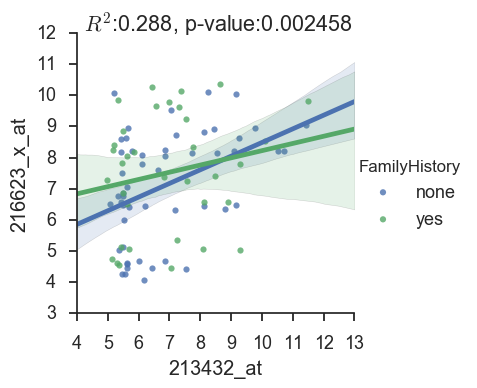 R²:0.288, p-value:0.002458
12
11
10
9
8
7
6
5
4
3
216623_x_at
4 5 6 7 8 9 10 11 12 13
213432_at
FamilyHistory
none
yes